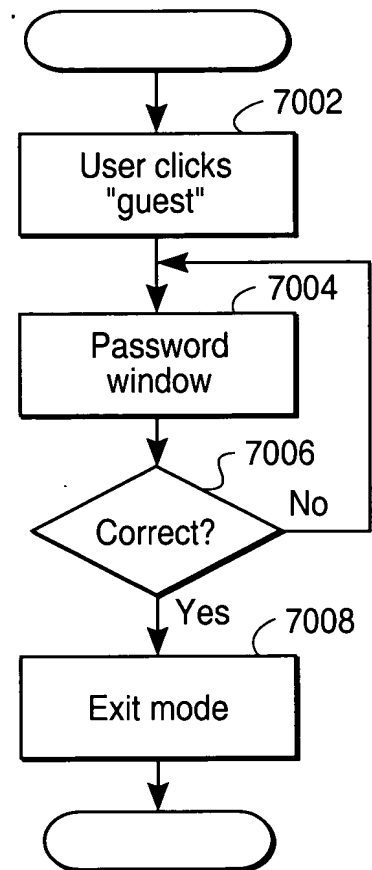 7002
User clicks
"guest"
7004
Password
window
7006
Correct?
No
Yes
7008
Exit mode